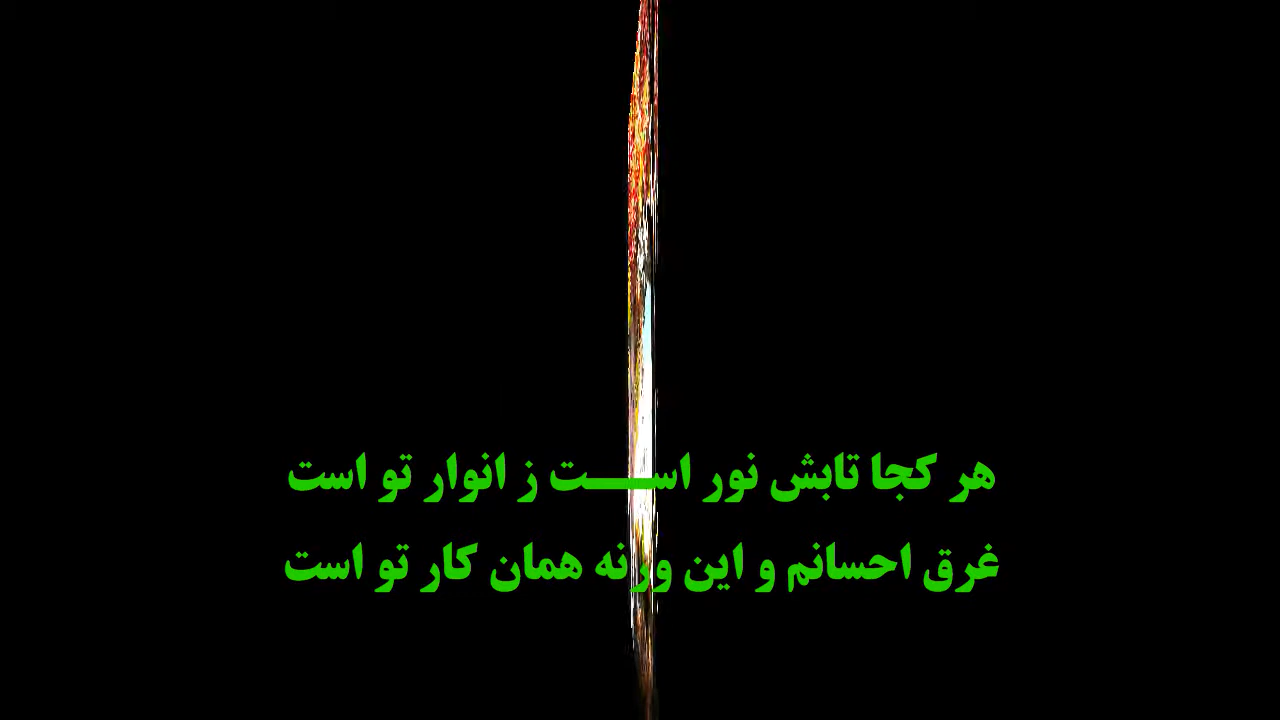 هر کجا تابش نور اســـت ز انوار تو است
غرق احسانم و این ورنه همان کار تو است